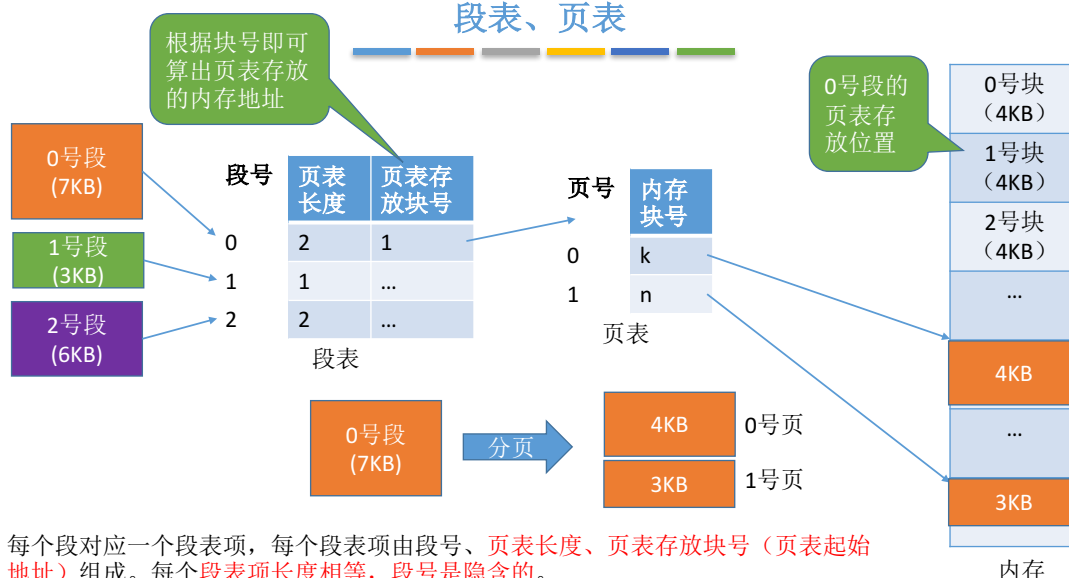 段表、页表
根据块号即可
算出页表存放
的内存地址
0号段的
页表存
放位置
0号块
（4KB）
1号块
（4KB）
2号块
（4KB）
…
4KB
…
3KB
内存
0号段
(7KB)
1号段
(3KB)
2号段
(6KB)
段号
页表
长度
页表存
放块号
0
2
1
1
1
…
2
2
…
段表
页号
内存
块号
0
k
1
n
页表
0号段
(7KB)
分页
4KB
0号页
3KB
1号页
每个段对应一个段表项，每个段表项由段号、页表长度、页表存放块号（页表起始
地址）组成。每个段表项长度相等，段号是隐含的。